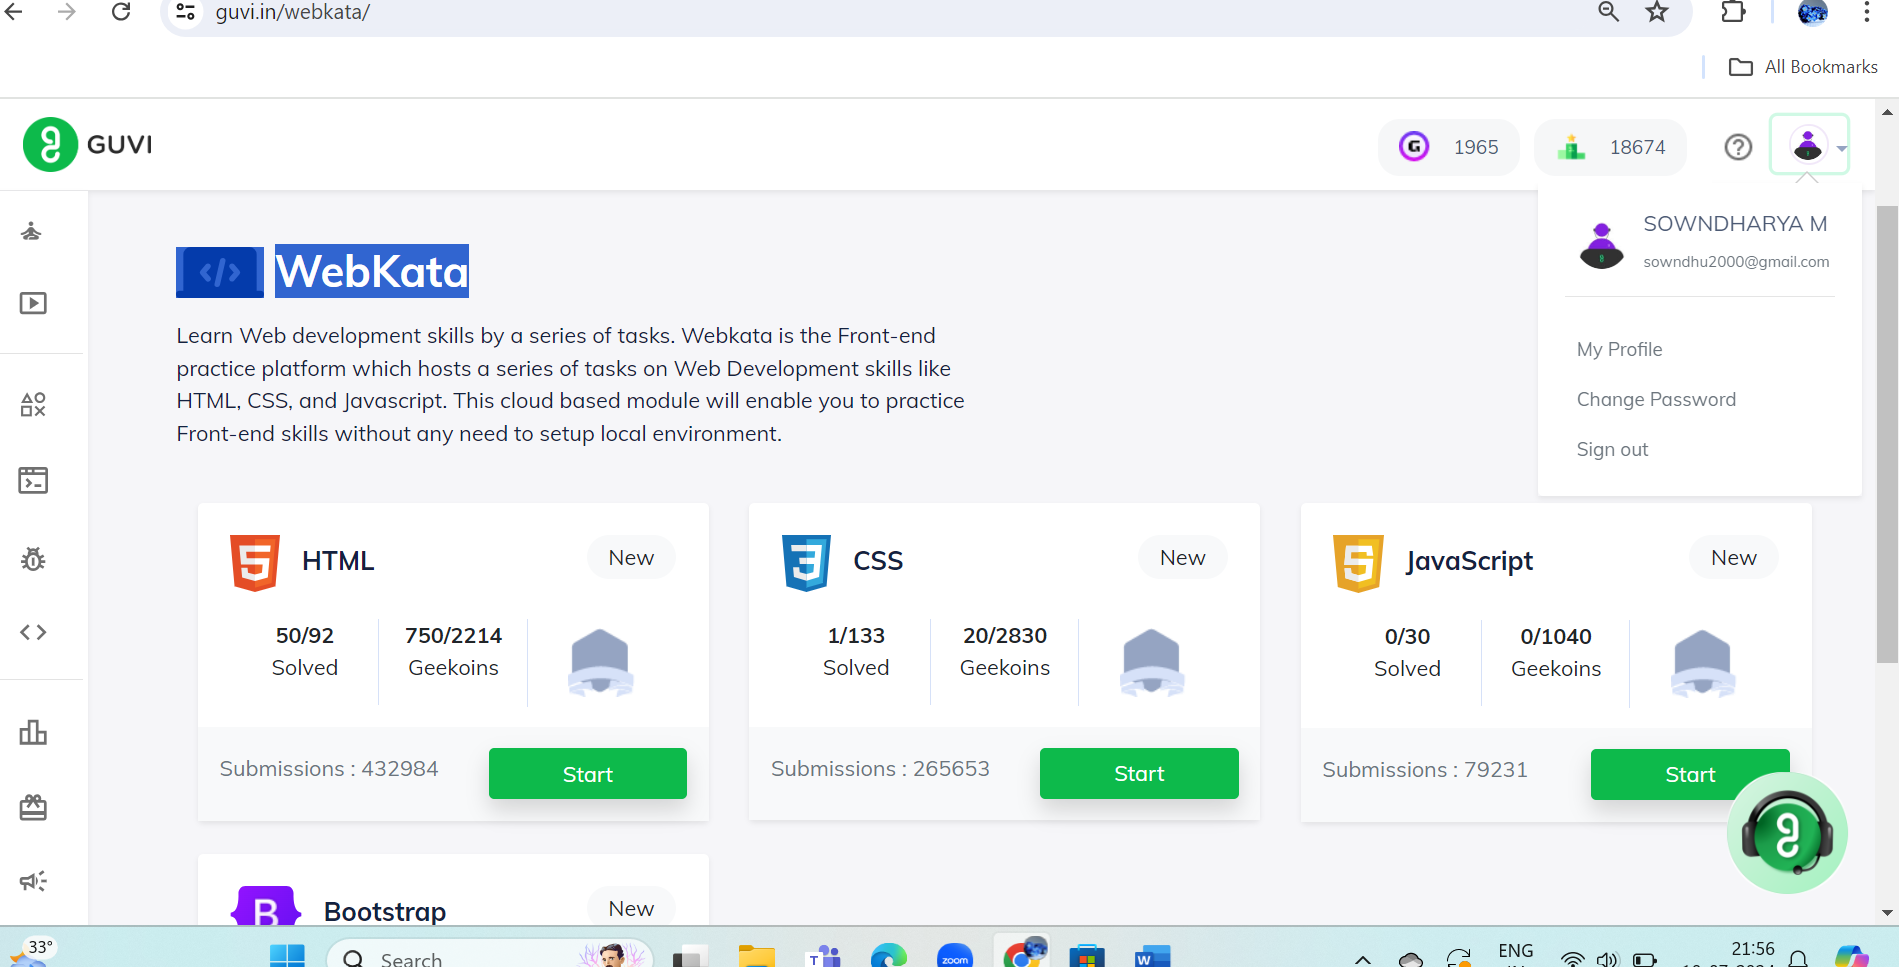 guvi.in/webkata/
All Bookmarks
GUVI
G
1965
18674
SOWNDHARYA M
sowndhu2000@gmail.com
My Profile
Change Password
Sign out
</> WebKata
Learn Web development skills by a series of tasks. Webkata is the Front-end
practice platform which hosts a series of tasks on Web Development skills like
HTML, CSS, and Javascript. This cloud based module will enable you to practice
Front-end skills without any need to setup local environment.
HTML
New
50/92
Solved
750/2214
Geekoins
Submissions : 432984
Start
CSS
New
1/133
Solved
20/2830
Geekoins
Submissions : 265653
Start
JavaScript
New
0/30
Solved
0/1040
Geekoins
Submissions : 79231
Start
B
Bootstrap
New
33°
Search
zoom
ENG
21:56